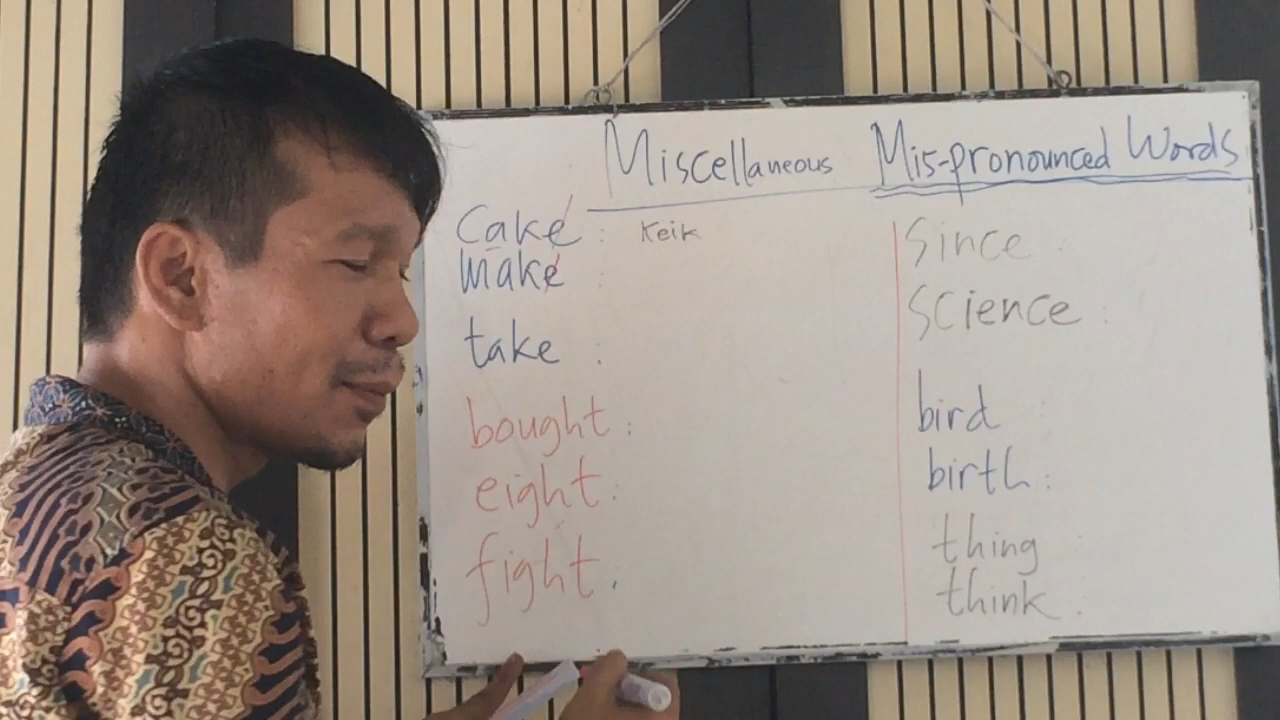 Miscellaneous Mis-pronounced Words
cake : keik
make :
take :
bought :
eight :
fight :
since :
science :
bird
birth :
thing
think :